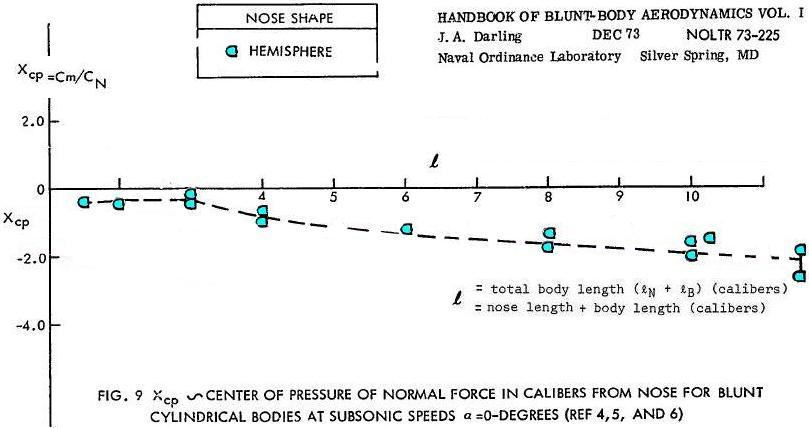 NOSE SHAPE
HEMISPHERE
HANDBOOK OF BLUNT-BODY AERODYNAMICS VOL. I
J. A. Darling DEC 73 NOLTR 73-225
Naval Ordinance Laboratory Silver Spring, MD
Xcp =Cm/CN
2.0
0
Xcp
-2.0
-4.0
ℓ
4 5 6 7 8 9 10
ℓ = total body length (ℓN + ℓB) (calibers)
= nose length + body length (calibers)
FIG. 9 Xcp ∽ CENTER OF PRESSURE OF NORMAL FORCE IN CALIBERS FROM NOSE FOR BLUNT
CYLINDRICAL BODIES AT SUBSONIC SPEEDS α =0-DEGREES (REF 4,5, AND 6)